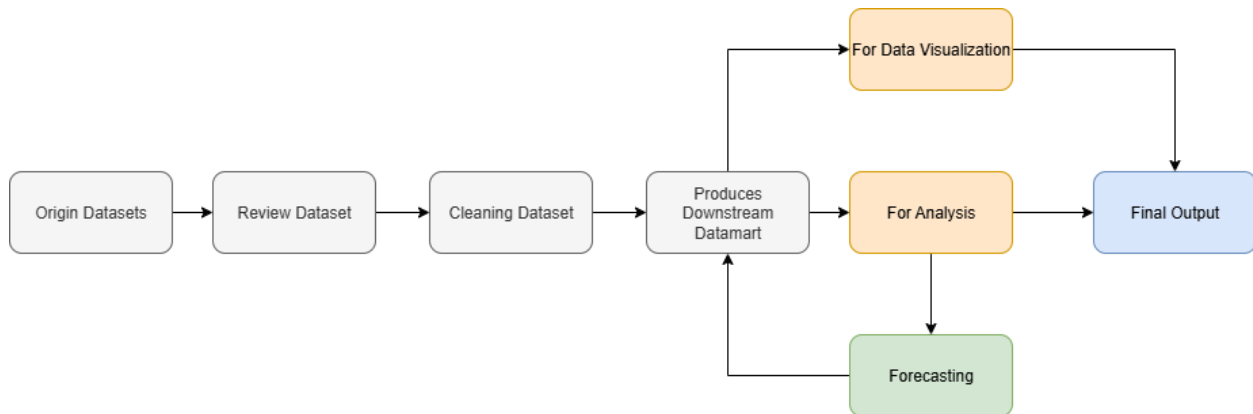 For Data Visualization
Origin Datasets
Review Dataset
Cleaning Dataset
Produces
Downstream
Datamart
For Analysis
Final Output
Forecasting